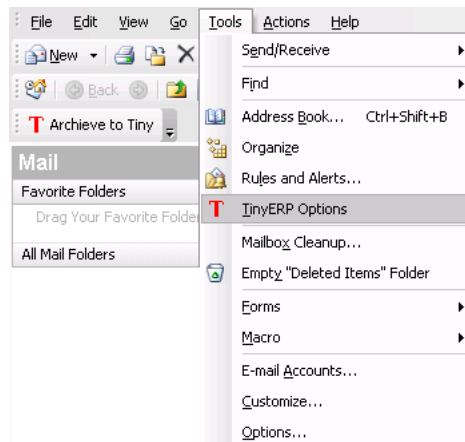 File Edit View Go Tools Actions Help
New
Back
T Archieve to Tiny
Mail
Favorite Folders
Drag Your Favorite Folde
All Mail Folders
Send/Receive
Find
Address Book... Ctrl+Shift+B
Organize
Rules and Alerts...
T TinyERP Options
Mailbox Cleanup...
Empty "Deleted Items" Folder
Forms
Macro
E-mail Accounts...
Customize...
Options...